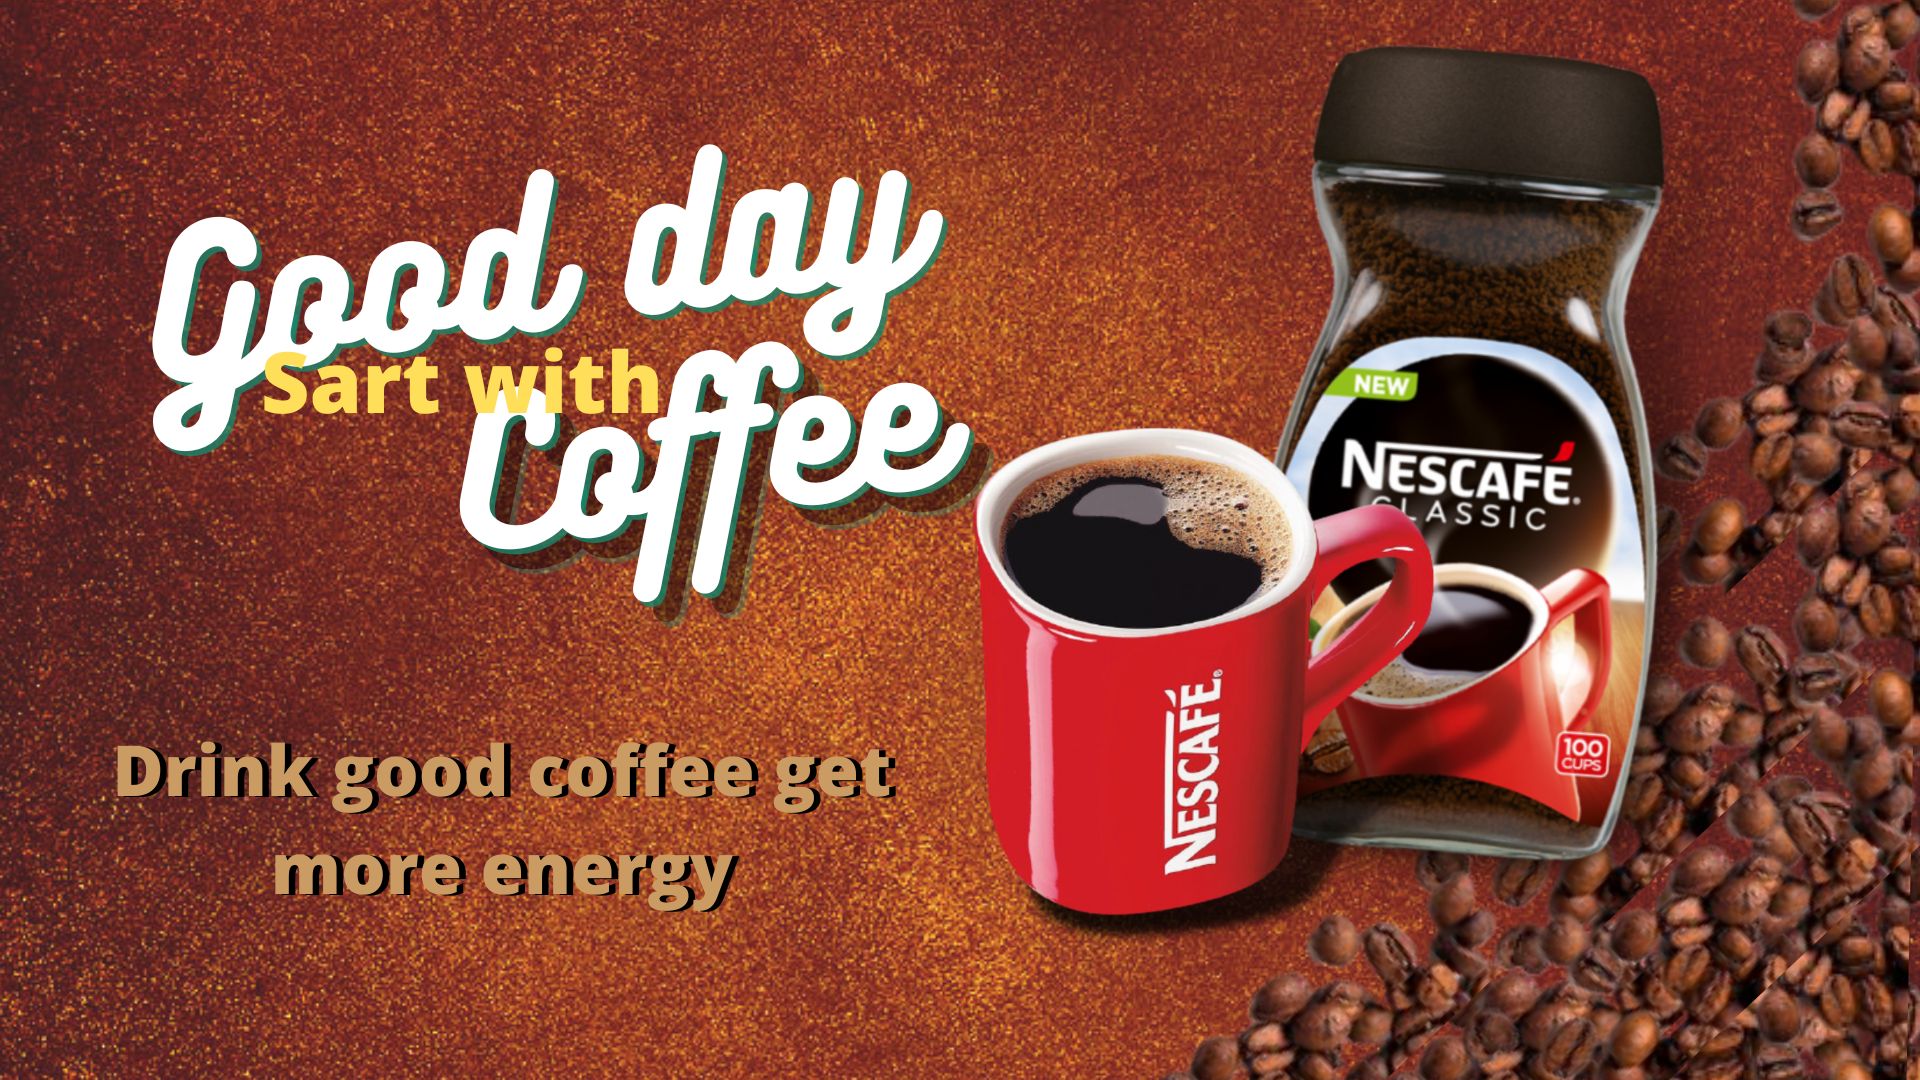 Good day
Sart with
Coffee
Drink good coffee get
more energy
NEW
NESCAFÉ®
CLASSIC
100
CUPS
NESCAFÉ®